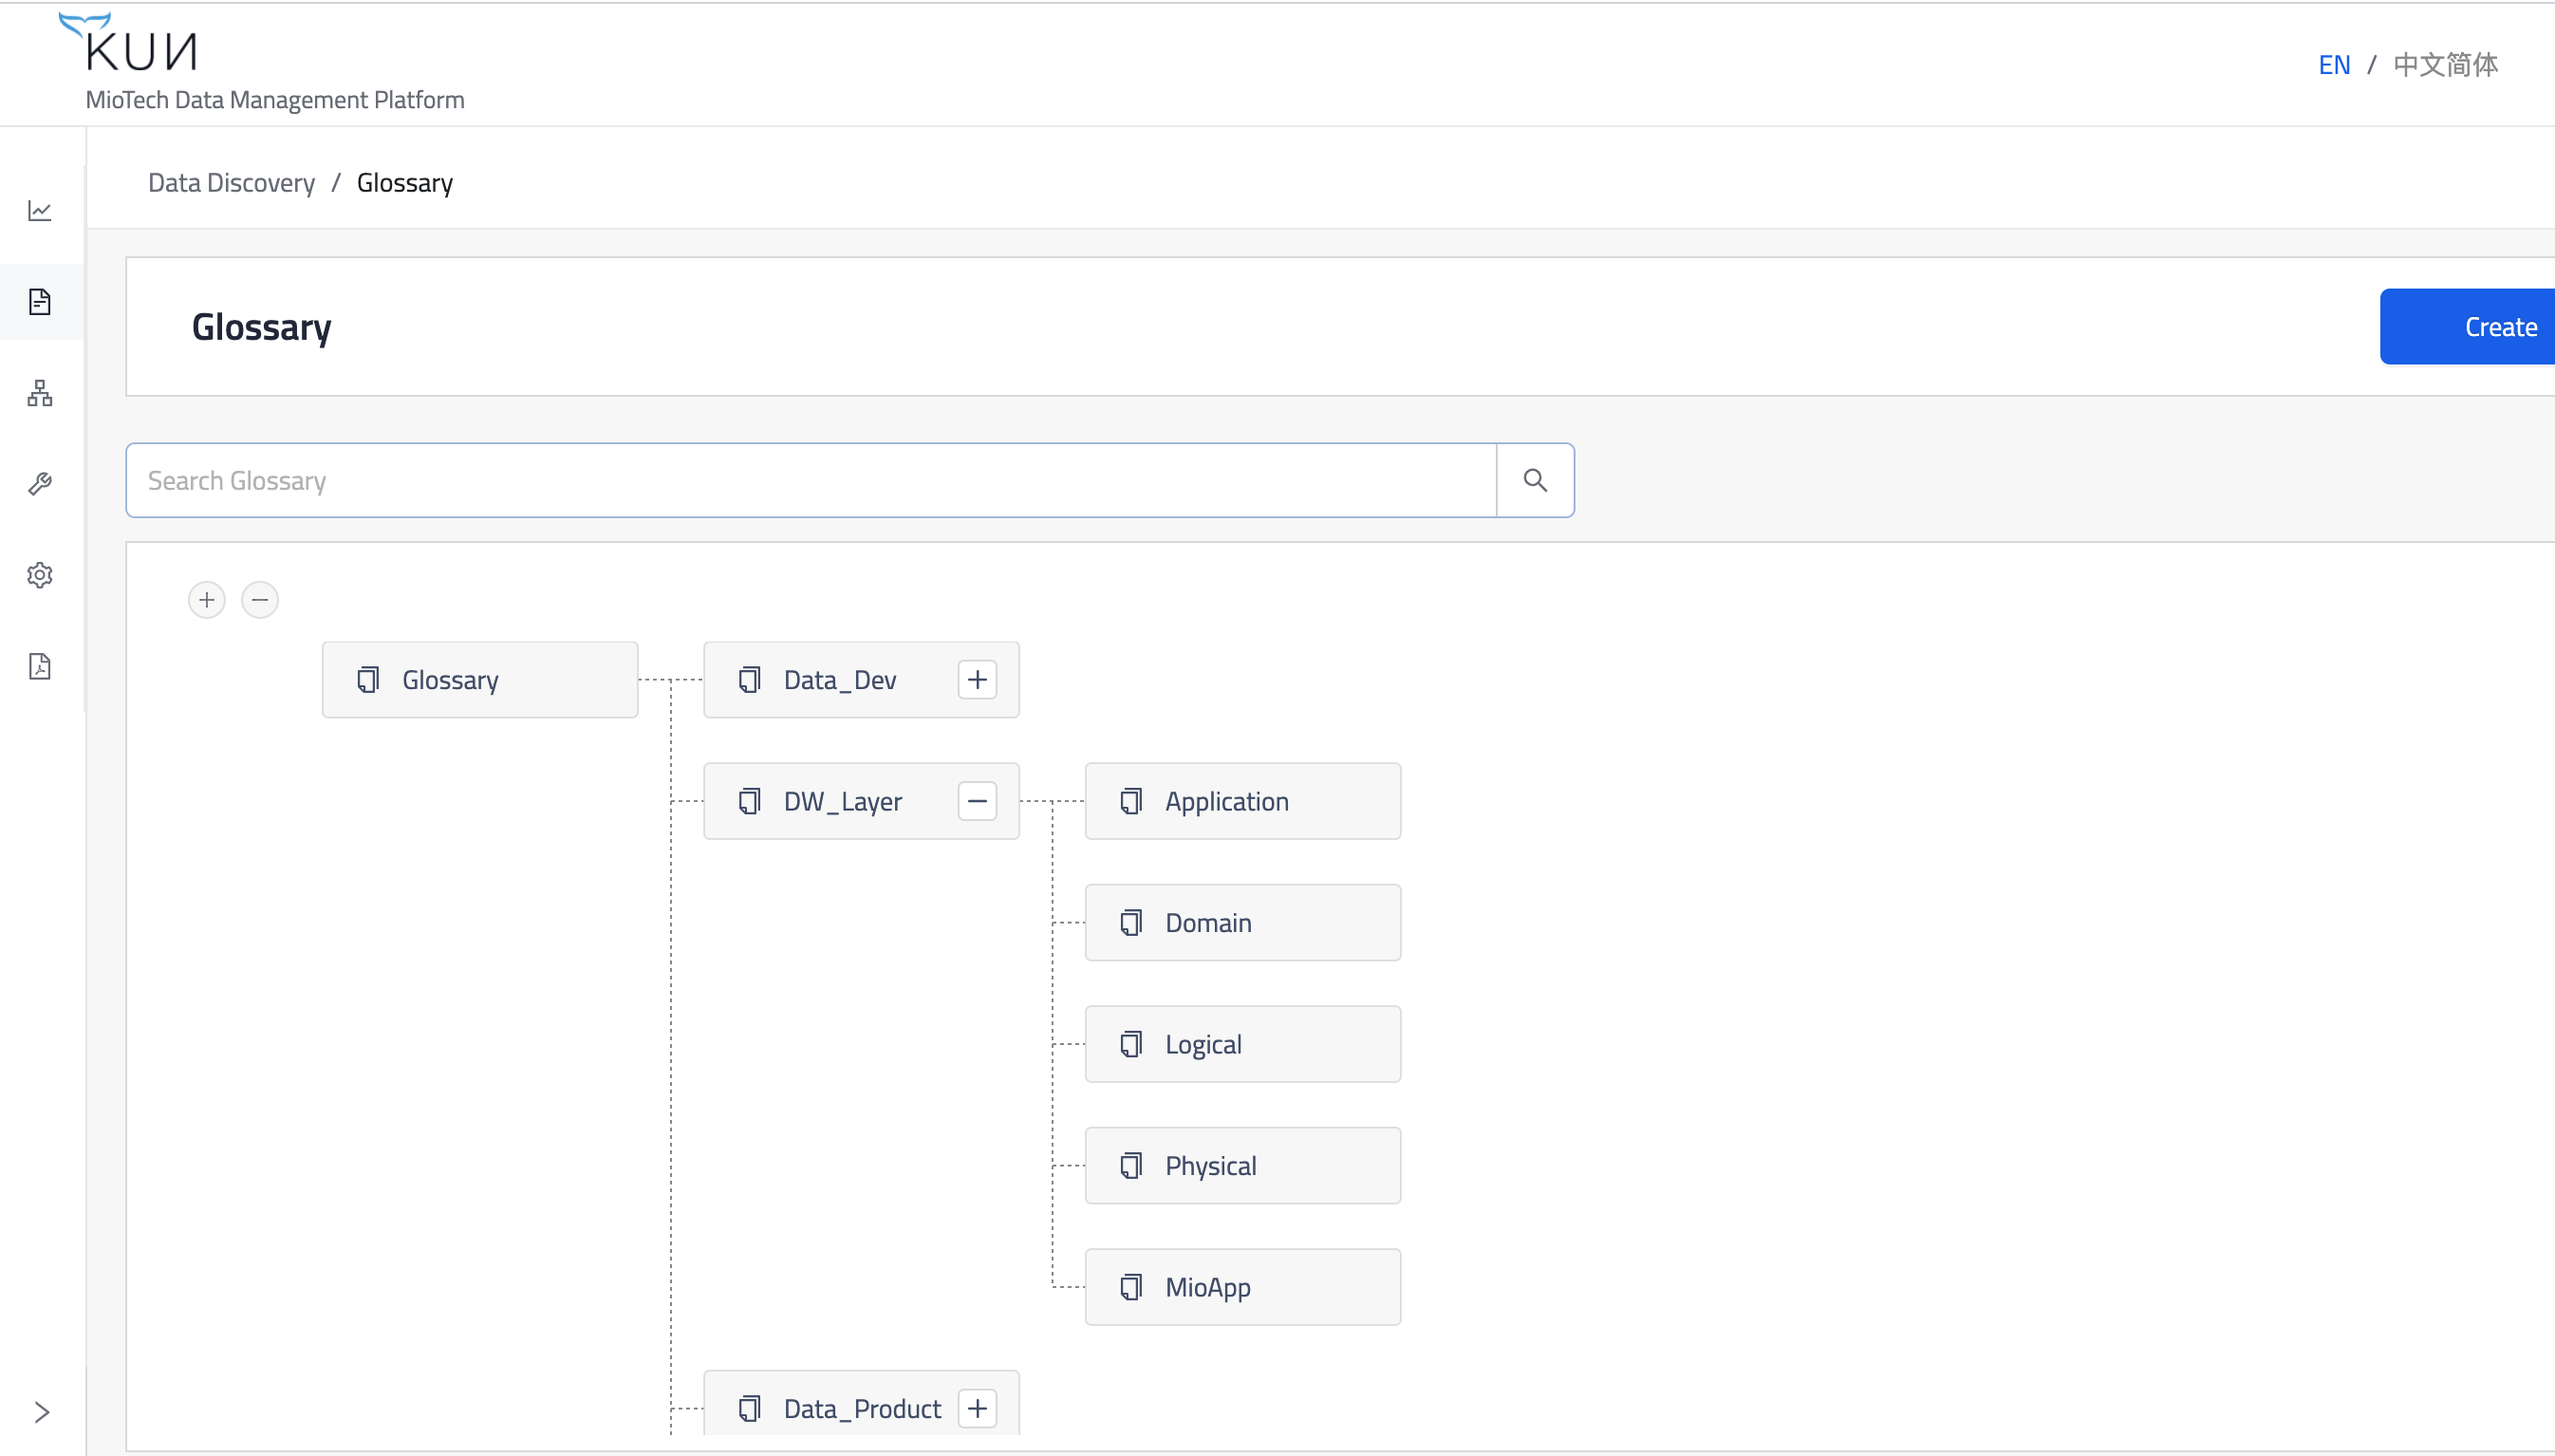 KUN
MioTech Data Management Platform
EN / 中文简体
Data Discovery / Glossary
Glossary
Create
Search Glossary
Glossary
Data_Dev
DW_Layer
Application
Domain
Logical
Physical
MioApp
Data_Product